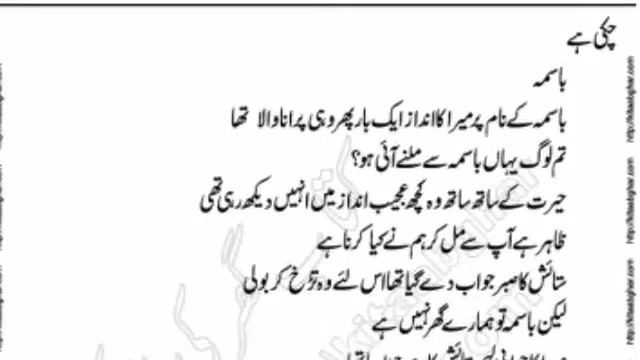 چکی ہے
باسمہ
باسمہ کے نام پر میرا کا انداز ایک بار پھر وہی پرانا والا تھا
تم لوگ یہاں باسمہ سے ملنے آئی ہو؟
حیرت کے ساتھ ساتھ وہ کچھ عجیب انداز میں انہیں دیکھ رہی تھی
ظاہر ہے آپ سے مل کر ہم نے کیا کرنا ہے
ستائش کا صبر جواب دے گیا تھا اس لئے وہ تڑخ کر بولی
لیکن باسمہ تو ہمارے گھر نہیں ہے